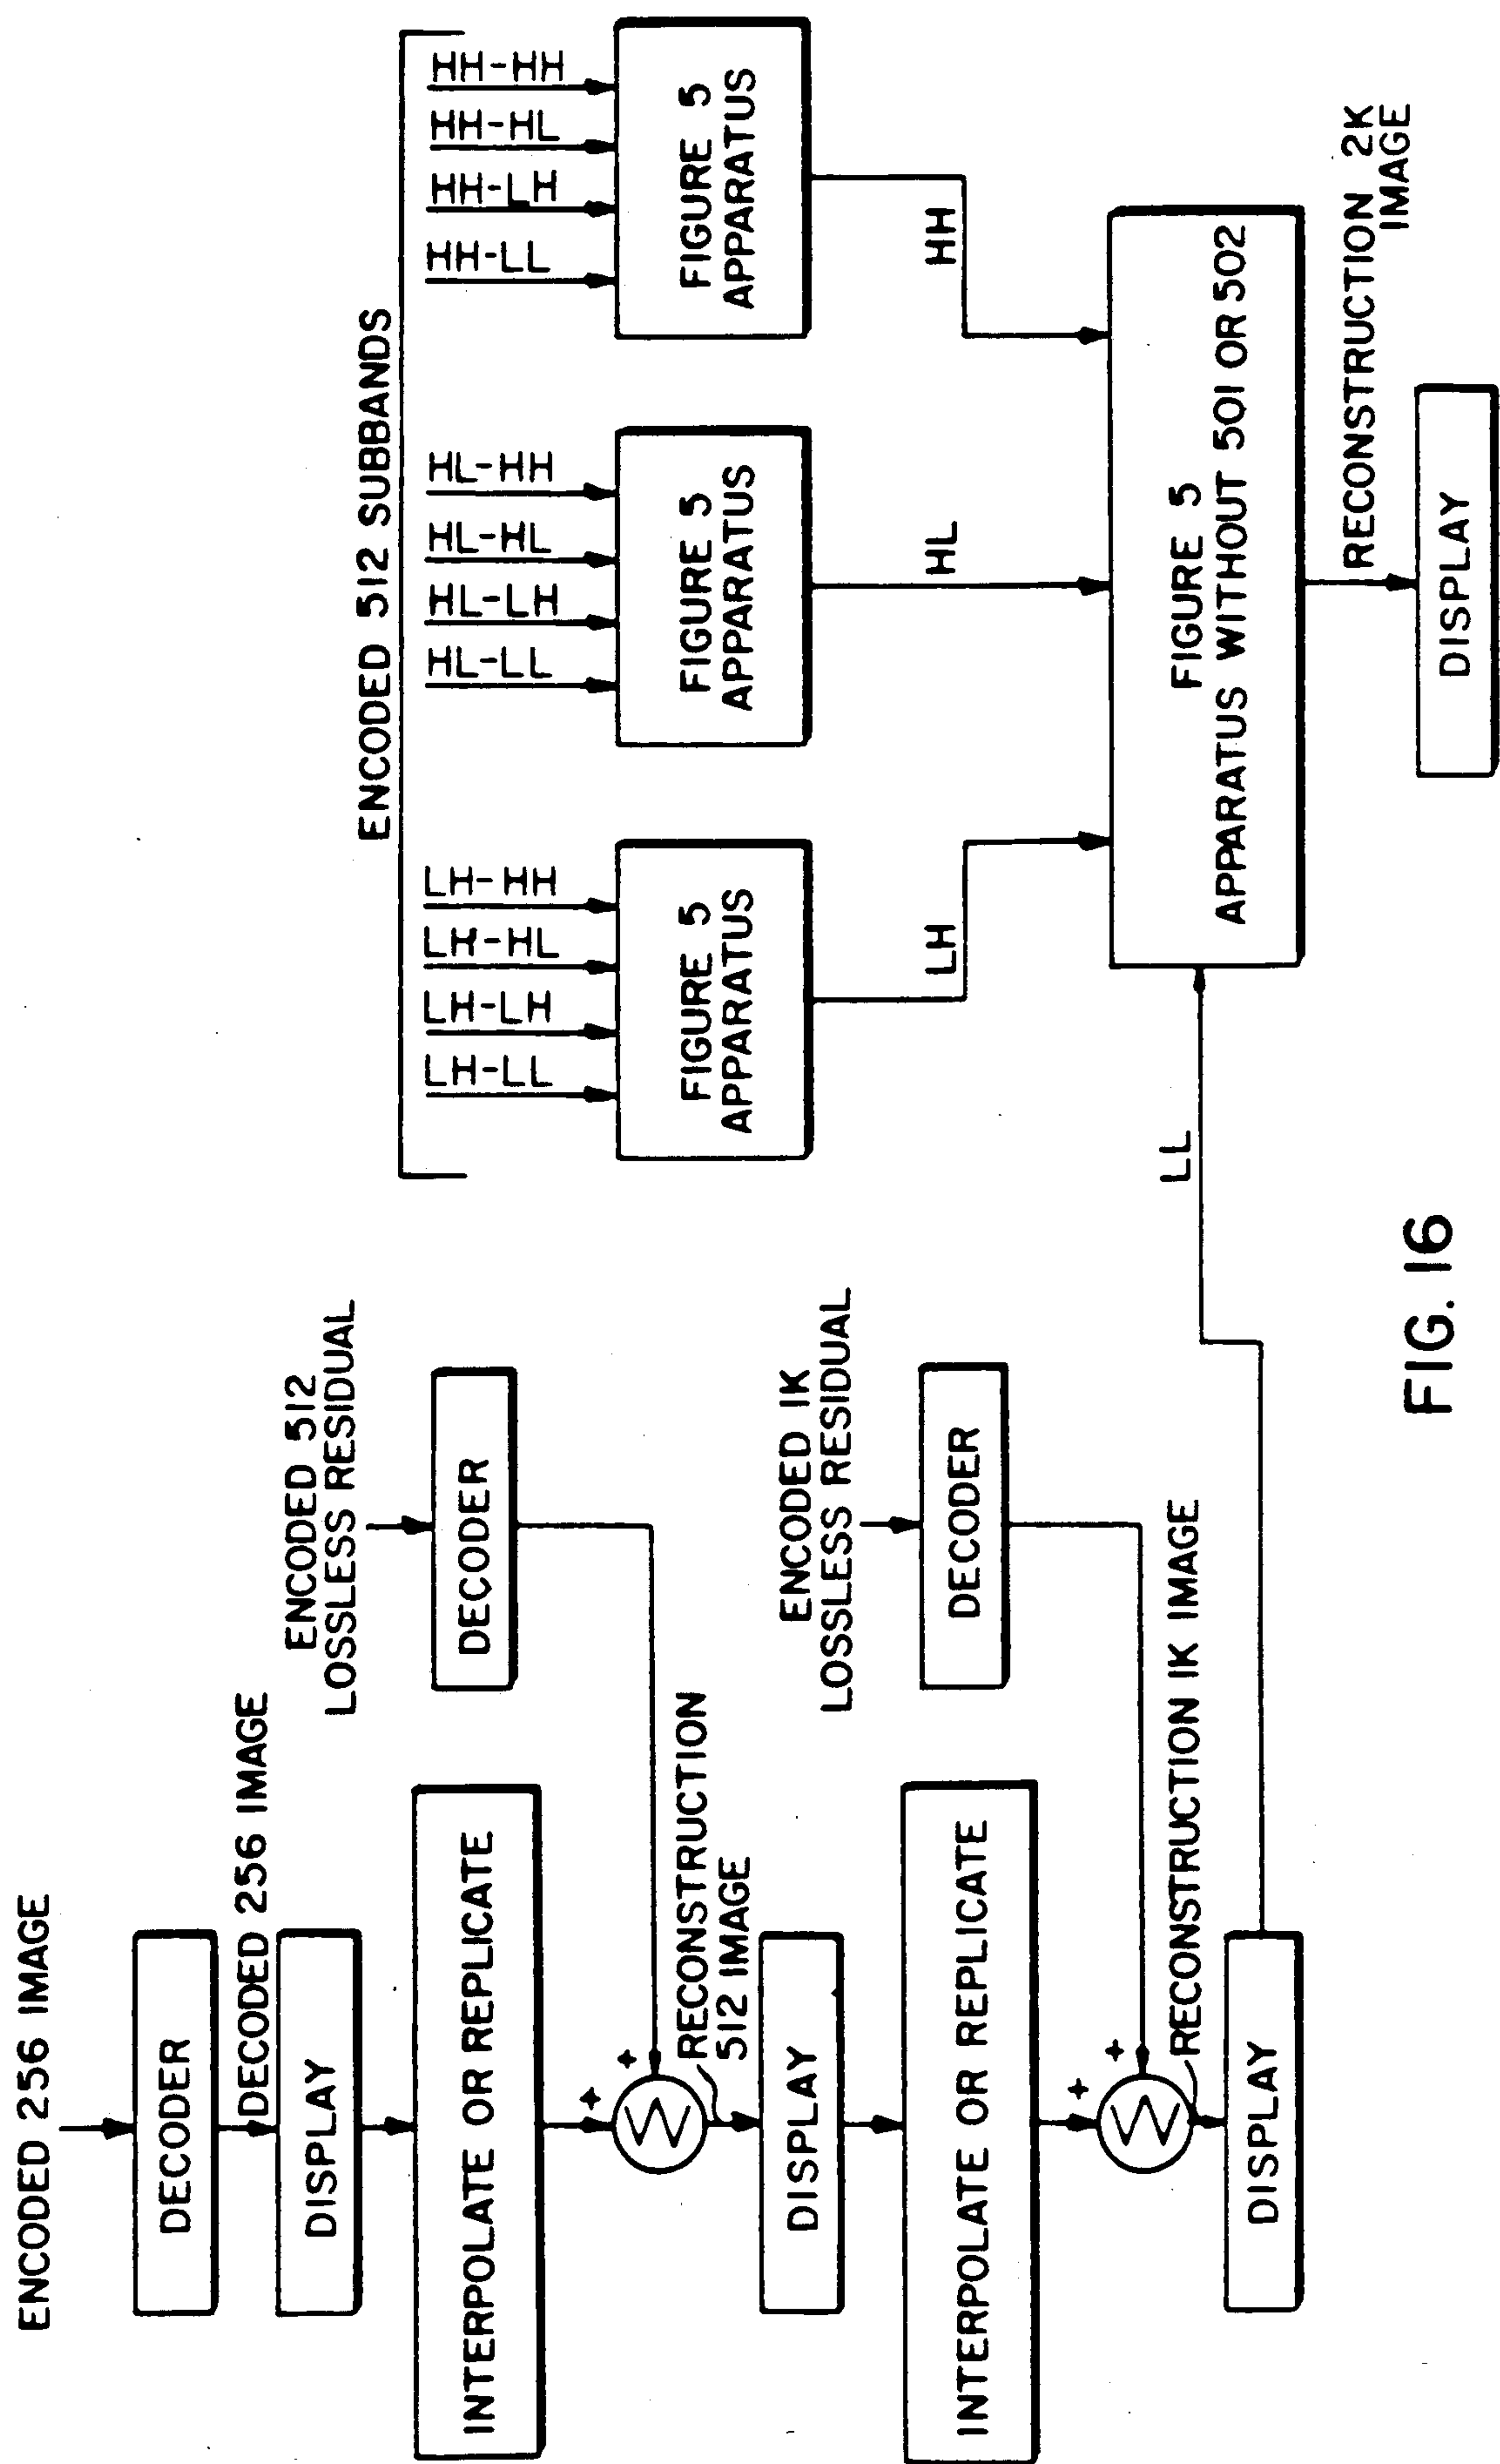 ENCODED 256 IMAGE
DECODER
DECODED 256 IMAGE
DISPLAY
ENCODED 512
LOSSLESS RESIDUAL
DECODER
INTERPOLATE OR REPLICATE
+
+
Σ
RECONSTRUCTION
512 IMAGE
DISPLAY
ENCODED 1K
LOSSLESS RESIDUAL
DECODER
INTERPOLATE OR REPLICATE
+
+
Σ
RECONSTRUCTION 1K IMAGE
DISPLAY
LL
ENCODED 512 SUBBANDS
LH-LL
LH-LH
LH-HL
LH-HH
HL-LL
HL-LH
HL-HL
HL-HH
HH-LL
HH-LH
HH-HL
HH-HH
FIGURE 5
APPARATUS
FIGURE 5
APPARATUS
FIGURE 5
APPARATUS
LH
HL
HH
FIGURE 5
APPARATUS WITHOUT 501 OR 502
RECONSTRUCTION 2K
IMAGE
DISPLAY
FIG. 16